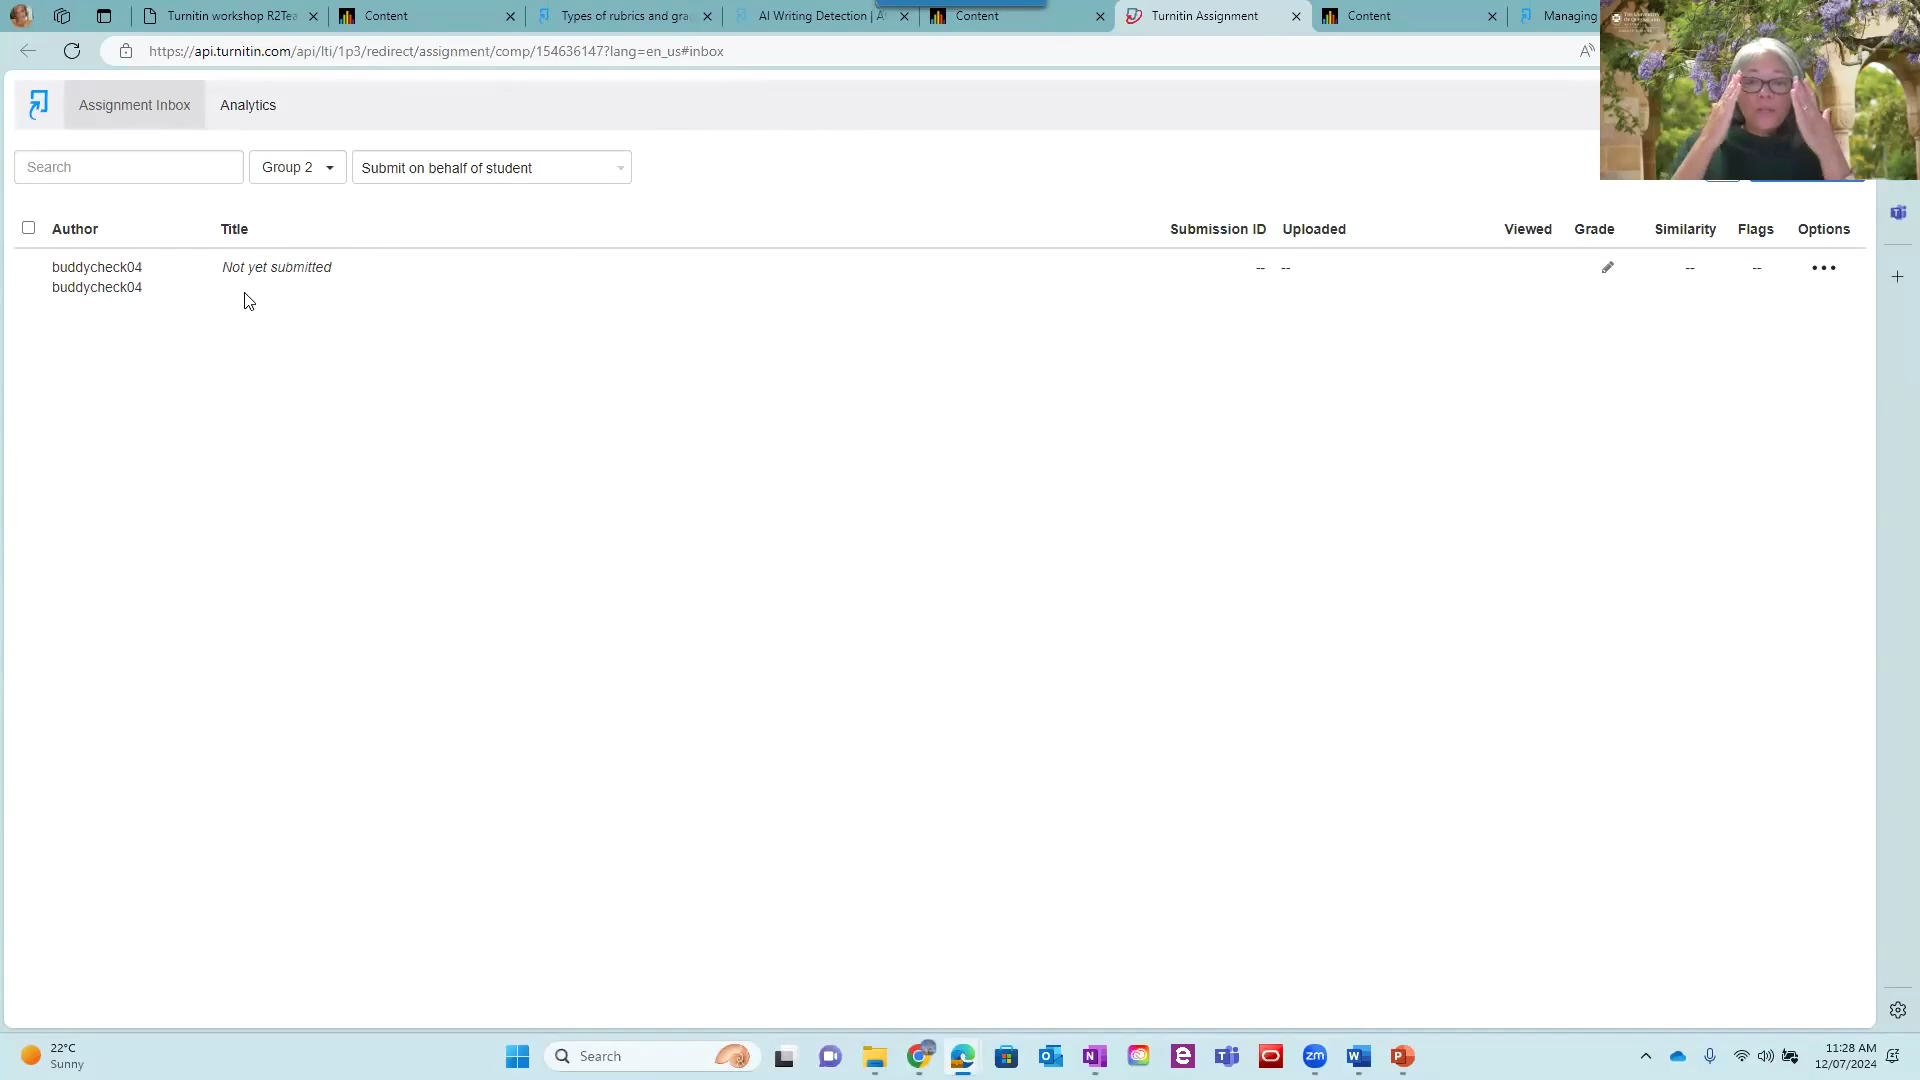 Turnitin workshop R2Tea
Content
Types of rubrics and gra
AI Writing Detection | A
Content
Turnitin Assignment
Content
Managing
https://api.turnitin.com/api/lti/1p3/redirect/assignment/comp/154636147?lang=en_us#inbox
Assignment Inbox
Analytics
Search
Group 2
Submit on behalf of student
Author
Title
Submission ID
Uploaded
Viewed
Grade
Similarity
Flags
Options
buddycheck04
buddycheck04
Not yet submitted
--
--
--
--
22°C
Sunny
Search
zm
11:28 AM
12/07/2024